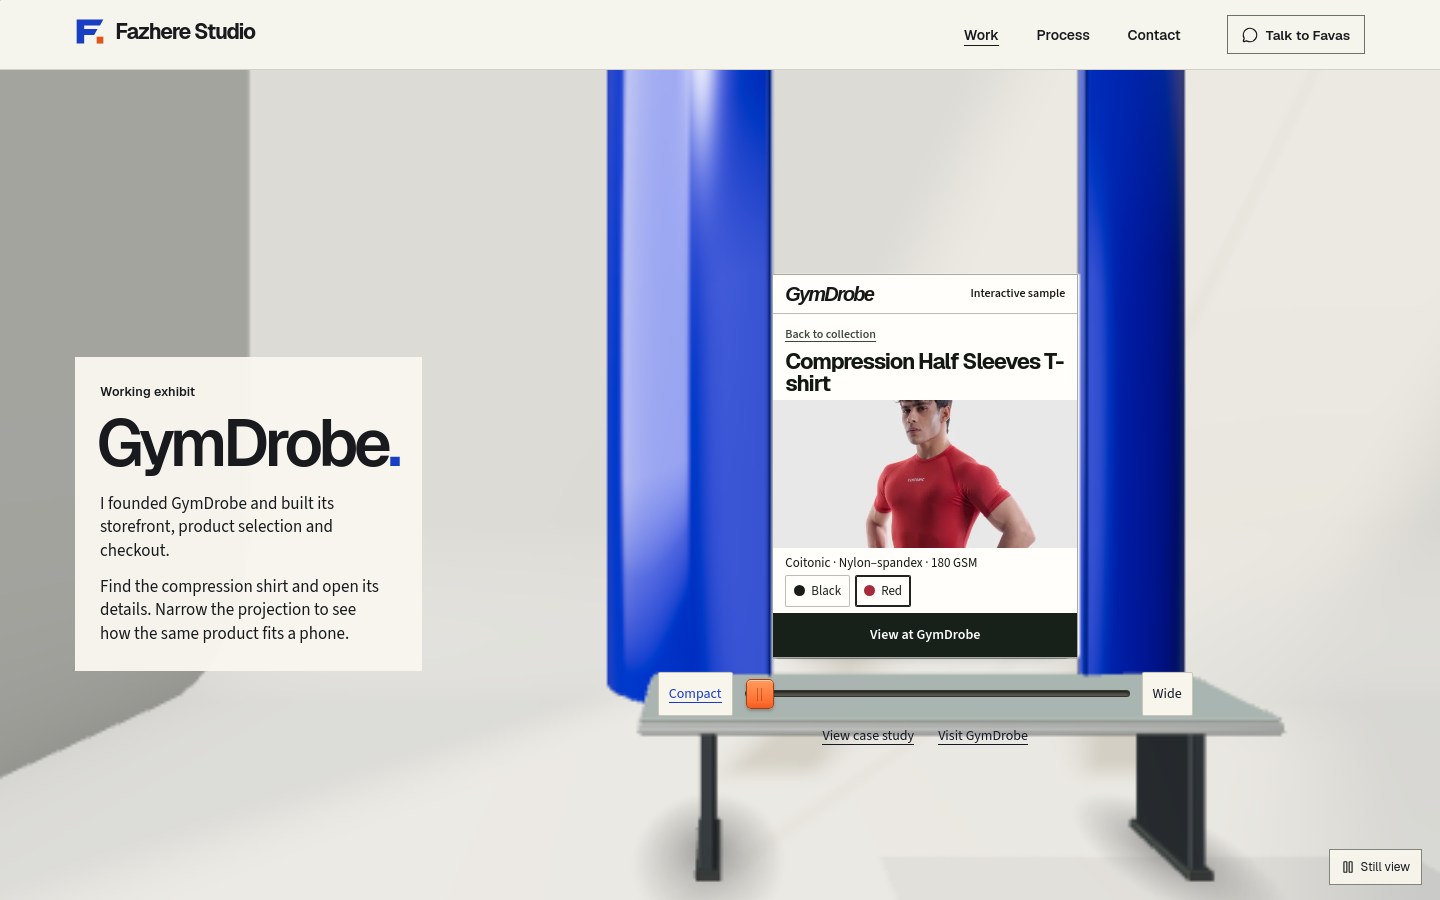 Fazhere Studio
Work
Process
Contact
Talk to Favas
Working exhibit
GymDrobe.
I founded GymDrobe and built its
storefront, product selection and
checkout.
Find the compression shirt and open its
details. Narrow the projection to see
how the same product fits a phone.
GymDrobe
Interactive sample
Back to collection
Compression Half Sleeves T-
shirt
Coitonic · Nylon–spandex · 180 GSM
Black
Red
View at GymDrobe
Compact
Wide
View case study
Visit GymDrobe
Still view